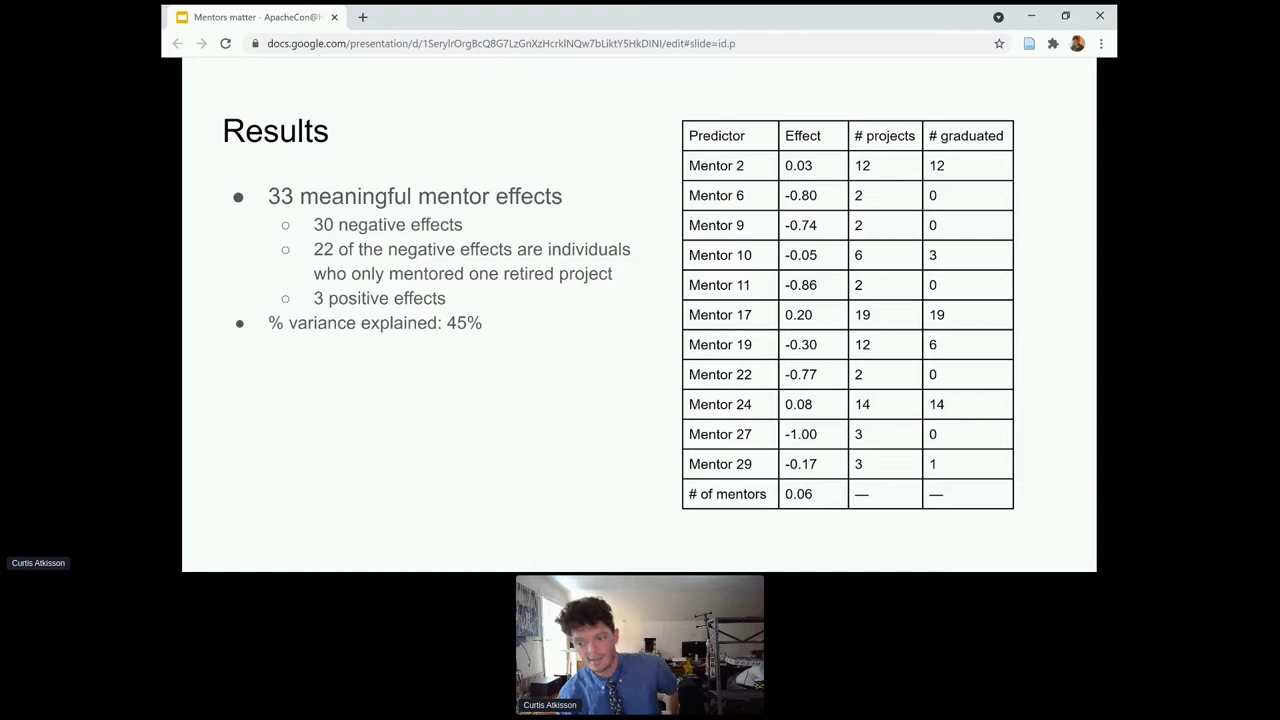 Mentors matter - ApacheCon@H
docs.google.com/presentation/d/1SerylrOrgBcQ8G7LzGnXzHcrklNQw7bLiktY5HkDINI/edit#slide=id.p
Results
● 33 meaningful mentor effects
○ 30 negative effects
○ 22 of the negative effects are individuals
who only mentored one retired project
○ 3 positive effects
● % variance explained: 45%
Predictor Effect # projects # graduated
Mentor 2 0.03 12 12
Mentor 6 -0.80 2 0
Mentor 9 -0.74 2 0
Mentor 10 -0.05 6 3
Mentor 11 -0.86 2 0
Mentor 17 0.20 19 19
Mentor 19 -0.30 12 6
Mentor 22 -0.77 2 0
Mentor 24 0.08 14 14
Mentor 27 -1.00 3 0
Mentor 29 -0.17 3 1
# of mentors 0.06 — —
Curtis Atkisson
Curtis Atkisson